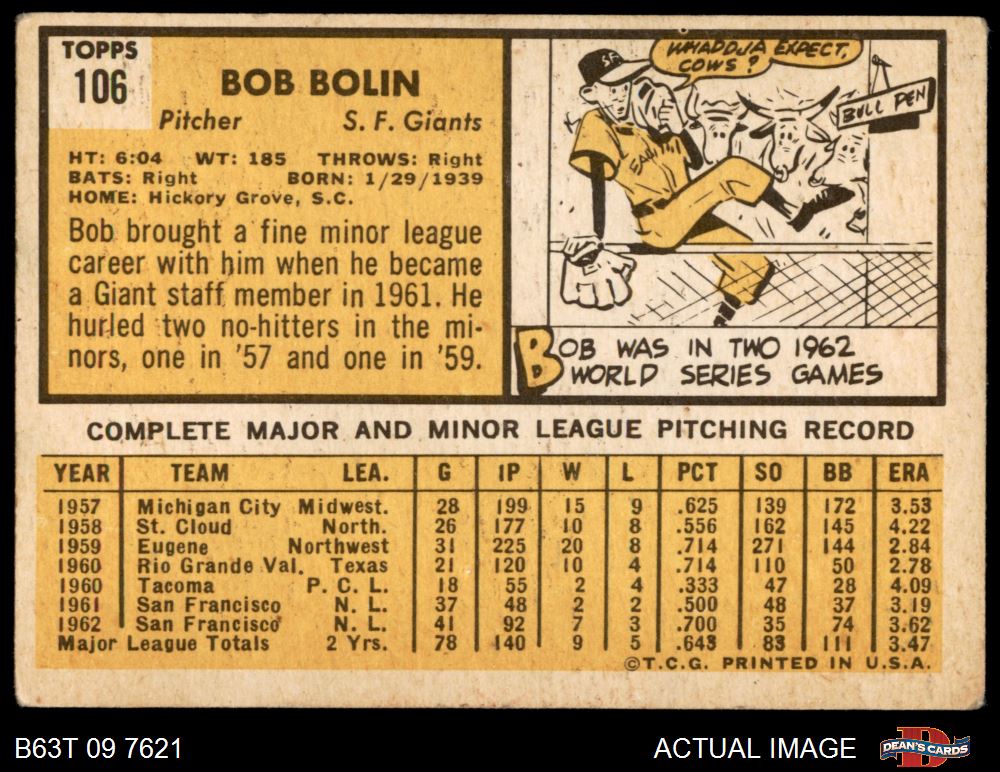 TOPPS
106
BOB BOLIN
Pitcher S. F. Giants
HT: 6:04 WT: 185 THROWS: Right
BATS: Right BORN: 1/29/1939
HOME: Hickory Grove, S.C.
Bob brought a fine minor league
career with him when he became
a Giant staff member in 1961. He
hurled two no-hitters in the mi-
nors, one in '57 and one in '59.
WHADDJA EXPECT,
COWS?
SF
BULL PEN
BOB WAS IN TWO 1962
WORLD SERIES GAMES
COMPLETE MAJOR AND MINOR LEAGUE PITCHING RECORD
YEAR TEAM LEA. G IP W L PCT SO BB ERA
1957 Michigan City Midwest. 28 199 15 9 .625 139 172 3.53
1958 St. Cloud North. 26 177 10 8 .556 162 145 4.22
1959 Eugene Northwest 31 225 20 8 .714 271 144 2.84
1960 Rio Grande Val. Texas 21 120 10 4 .714 110 50 2.78
1960 Tacoma P. C. L. 18 55 2 4 .333 47 28 4.09
1961 San Francisco N. L. 37 48 2 2 .500 48 37 3.19
1962 San Francisco N. L. 41 92 7 3 .700 35 74 3.62
Major League Totals 2 Yrs. 78 140 9 5 .643 83 111 3.47
©T.C.G. PRINTED IN U.S.A.
B63T 09 7621 ACTUAL IMAGE DEAN'S CARDS